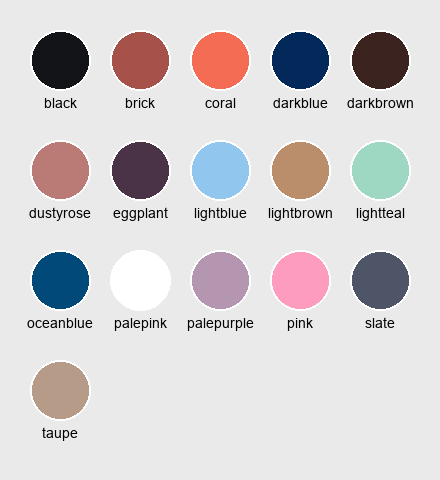 black brick coral darkblue darkbrown
dustyrose eggplant lightblue lightbrown lightteal
oceanblue palepink palepurple pink slate
taupe